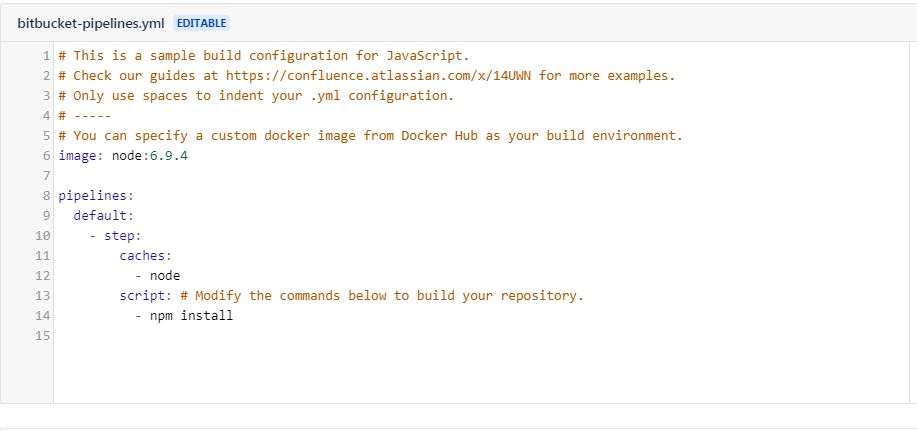 bitbucket-pipelines.yml EDITABLE
1 # This is a sample build configuration for JavaScript.
2 # Check our guides at https://confluence.atlassian.com/x/14UWN for more examples.
3 # Only use spaces to indent your .yml configuration.
4 # -----
5 # You can specify a custom docker image from Docker Hub as your build environment.
6 image: node:6.9.4
7
8 pipelines:
9   default:
10     - step:
11         caches:
12           - node
13         script: # Modify the commands below to build your repository.
14           - npm install
15